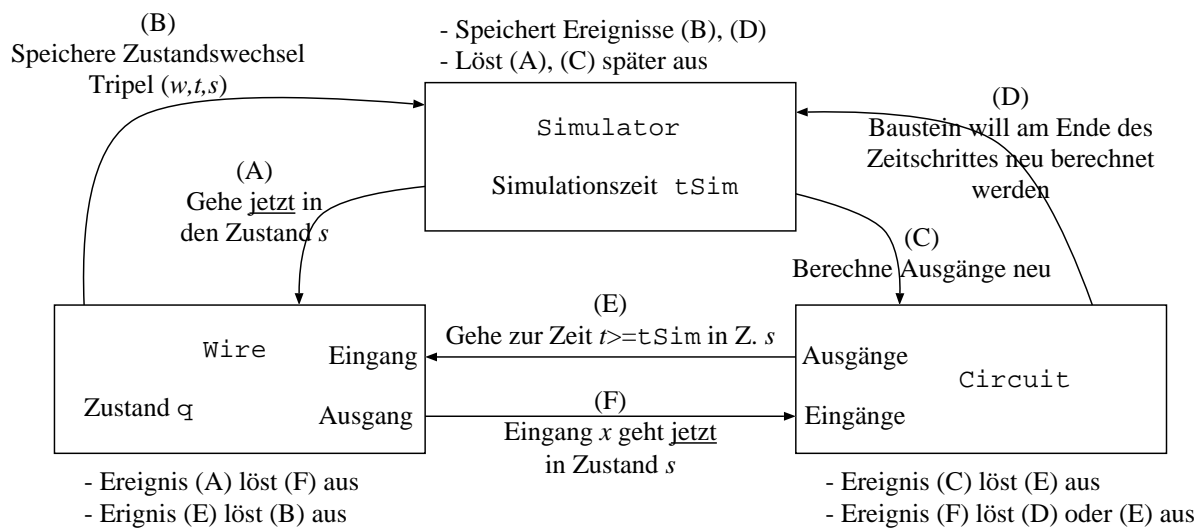 (B)
Speichere Zustandswechsel
Tripel (w,t,s)
- Speichert Ereignisse (B), (D)
- Löst (A), (C) später aus
Simulator
Simulationszeit tSim
(D)
Baustein will am Ende des
Zeitschrittes neu berechnet
werden
(A)
Gehe jetzt in
den Zustand s
(C)
Berechne Ausgänge neu
(E)
Gehe zur Zeit t>=tSim in Z. s
Wire
Eingang
Zustand q
Ausgang
Ausgänge
Circuit
Eingänge
(F)
Eingang x geht jetzt
in Zustand s
- Ereignis (A) löst (F) aus
- Erignis (E) löst (B) aus
- Ereignis (C) löst (E) aus
- Ereignis (F) löst (D) oder (E) aus